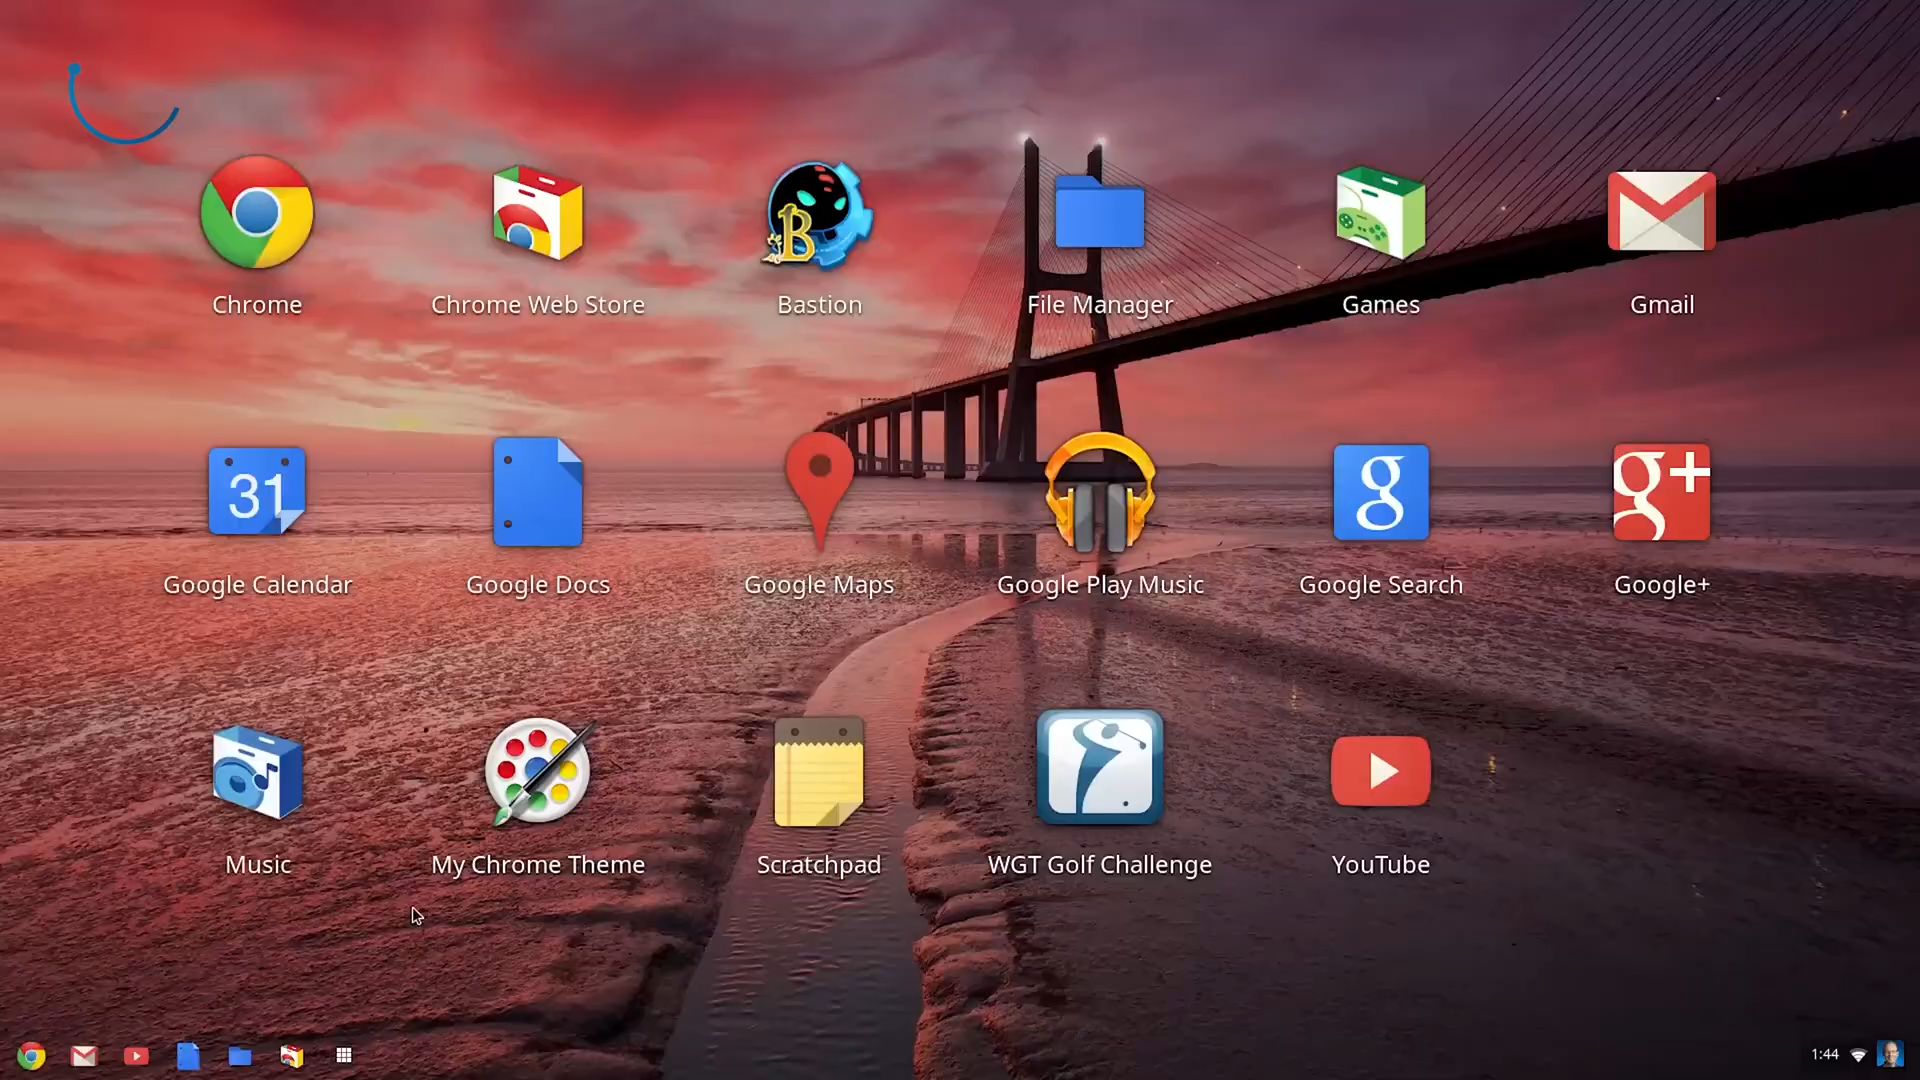 Chrome
Chrome Web Store
B
Bastion
File Manager
Games
Gmail
31
Google Calendar
Google Docs
Google Maps
Google Play Music
g
Google Search
g+
Google+
Music
My Chrome Theme
Scratchpad
WGT Golf Challenge
YouTube
1:44